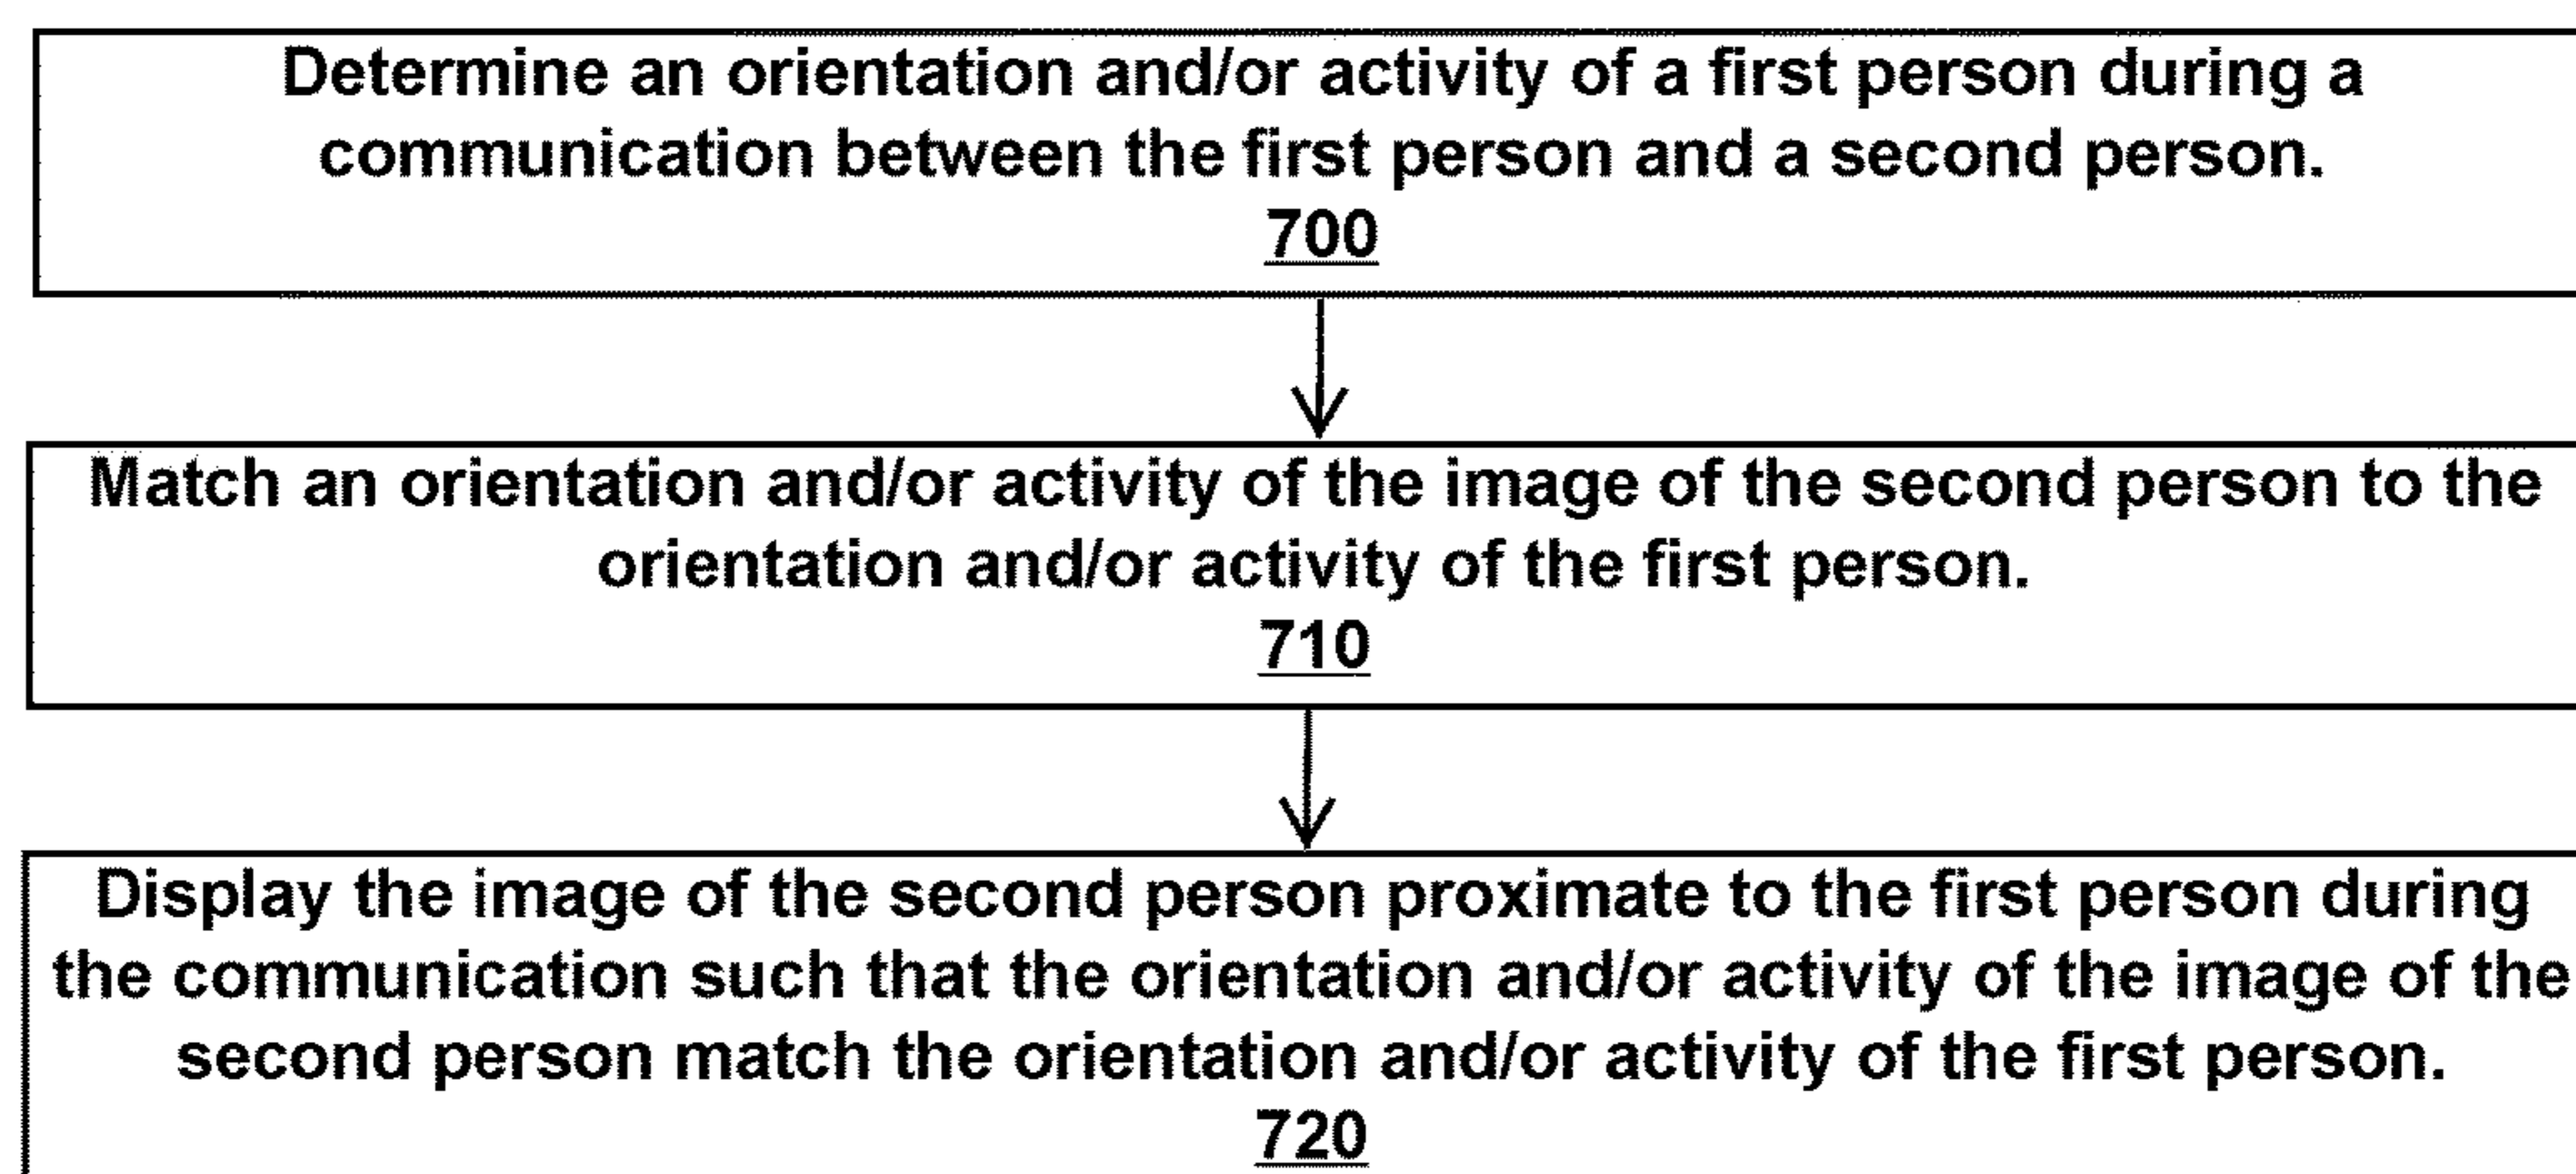 Determine an orientation and/or activity of a first person during a
communication between the first person and a second person.
700
Match an orientation and/or activity of the image of the second person to the
orientation and/or activity of the first person.
710
Display the image of the second person proximate to the first person during
the communication such that the orientation and/or activity of the image of the
second person match the orientation and/or activity of the first person.
720